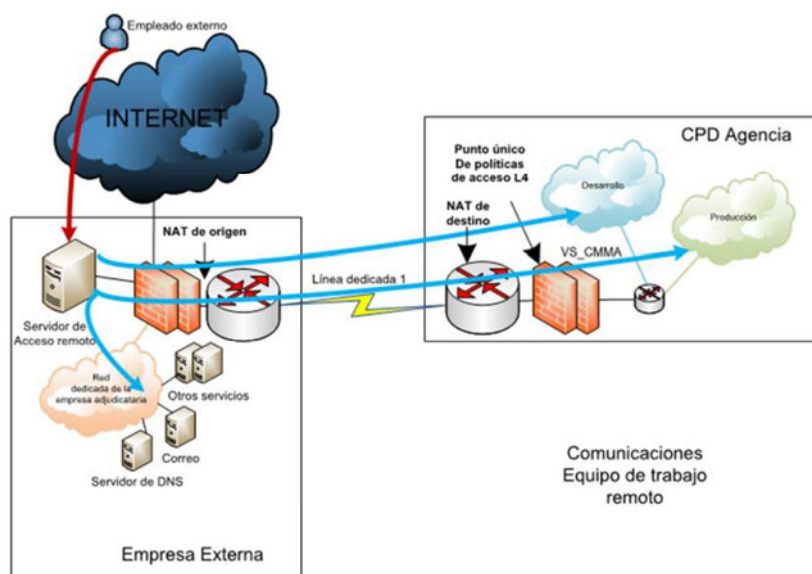 Empleado externo
INTERNET
CPD Agencia
Punto único
De políticas
de acceso L4
Desarrollo
NAT de
destino
Producción
NAT de origen
VS_CMMA
Línea dedicada 1
Servidor de
Acceso remoto
Red
dedicada de la
empresa adjudicataria
Otros servicios
Correo
Servidor de DNS
Comunicaciones
Equipo de trabajo
remoto
Empresa Externa